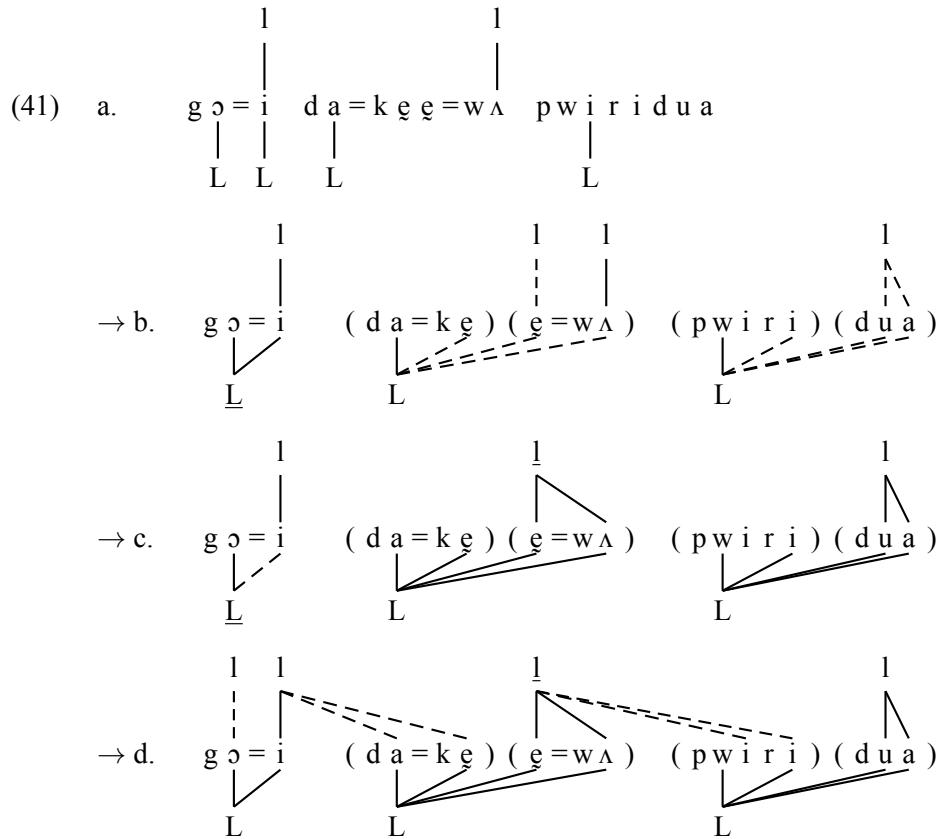 l l
(41) a. g ɔ = i d a = k ḛ ḛ = w ʌ p w i r i d u a
L L L L
l l l l
→ b. g ɔ = i ( d a = k ḛ ) ( ḛ = w ʌ ) ( p w i r i ) ( d u a )
L L L
l l l
→ c. g ɔ = i ( d a = k ḛ ) ( ḛ = w ʌ ) ( p w i r i ) ( d u a )
L L L
l l l l
→ d. g ɔ = i ( d a = k ḛ ) ( ḛ = w ʌ ) ( p w i r i ) ( d u a )
L L L